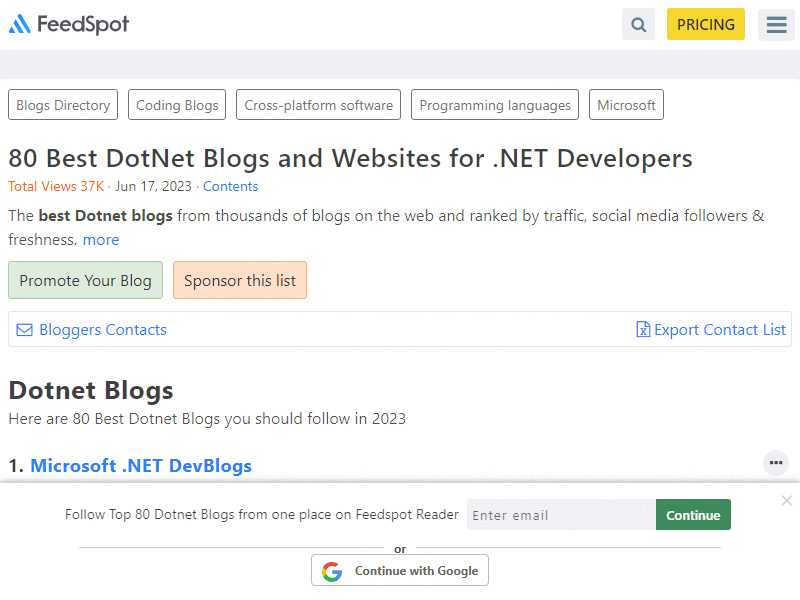 FeedSpot
PRICING
Blogs Directory
Coding Blogs
Cross-platform software
Programming languages
Microsoft
80 Best DotNet Blogs and Websites for .NET Developers
Total Views 37K · Jun 17, 2023 · Contents
The best Dotnet blogs from thousands of blogs on the web and ranked by traffic, social media followers &
freshness. more
Promote Your Blog
Sponsor this list
Bloggers Contacts
Export Contact List
Dotnet Blogs
Here are 80 Best Dotnet Blogs you should follow in 2023
1. Microsoft .NET DevBlogs
Follow Top 80 Dotnet Blogs from one place on Feedspot Reader
Enter email
Continue
or
Continue with Google